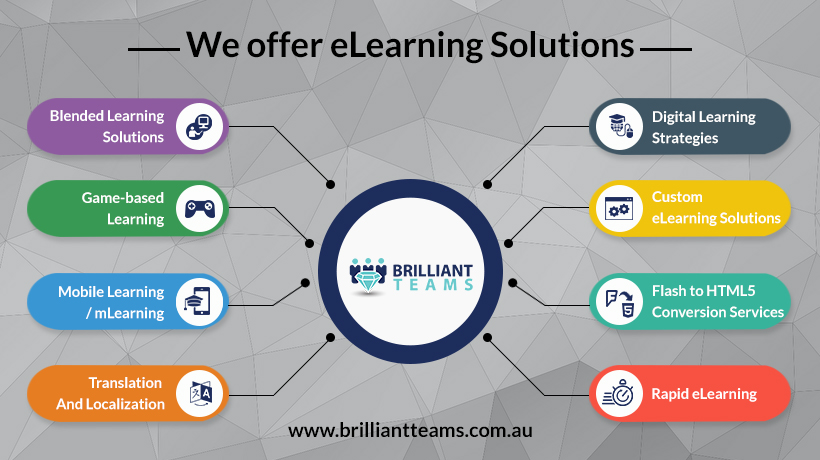 We offer eLearning Solutions
Blended Learning
Solutions
Game-based
Learning
Mobile Learning
/ mLearning
Translation
And Localization
BRILLIANT
TEAMS
Digital Learning
Strategies
Custom
eLearning Solutions
Flash to HTML5
Conversion Services
Rapid eLearning
www.brilliantteams.com.au